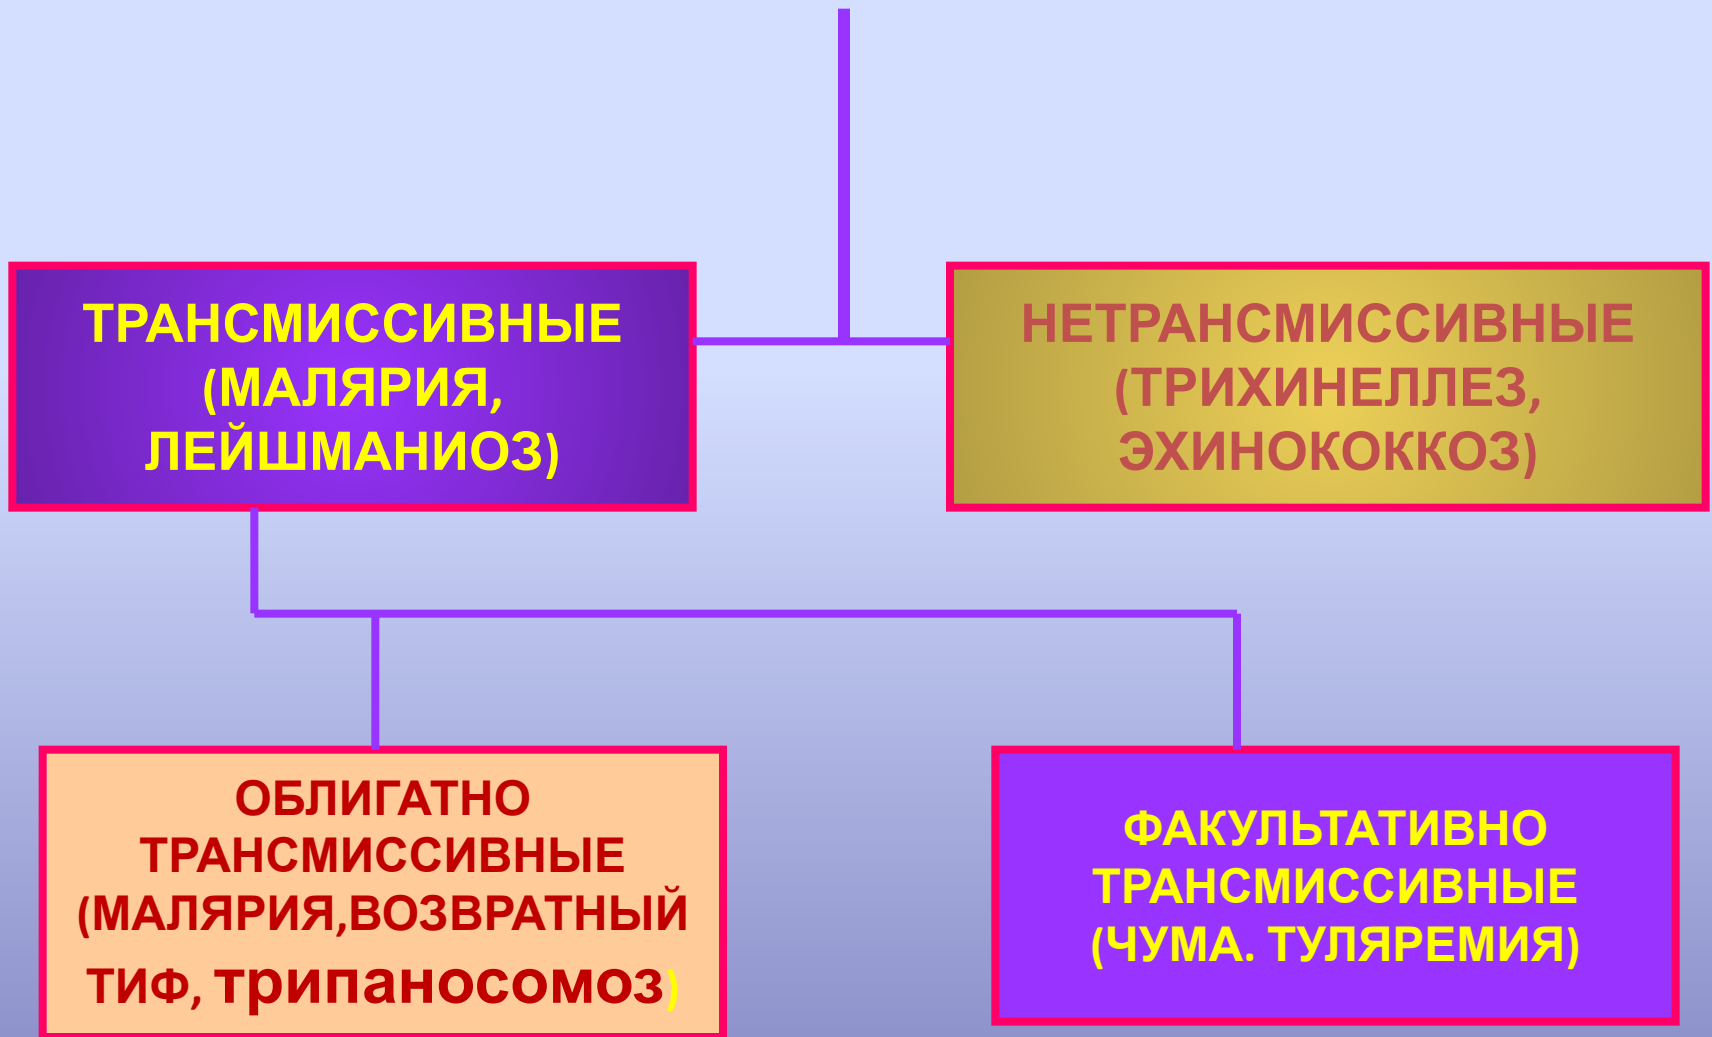 ТРАНСМИССИВНЫЕ
(МАЛЯРИЯ,
ЛЕЙШМАНИОЗ)
НЕТРАНСМИССИВНЫЕ
(ТРИХИНЕЛЛЕЗ,
ЭХИНОКОККОЗ)
ОБЛИГАТНО
ТРАНСМИССИВНЫЕ
(МАЛЯРИЯ,ВОЗВРАТНЫЙ
ТИФ, трипаносомоз)
ФАКУЛЬТАТИВНО
ТРАНСМИССИВНЫЕ
(ЧУМА. ТУЛЯРЕМИЯ)